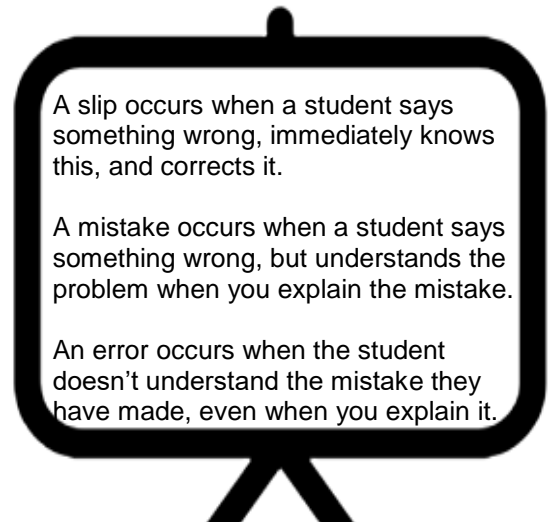 A slip occurs when a student says
something wrong, immediately knows
this, and corrects it.
A mistake occurs when a student says
something wrong, but understands the
problem when you explain the mistake.
An error occurs when the student
doesn’t understand the mistake they
have made, even when you explain it.